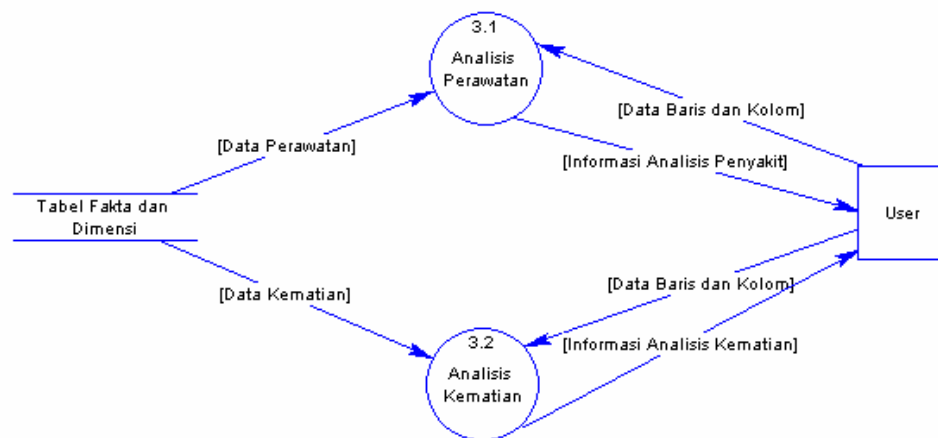 3.1
Analisis
Perawatan
[Data Baris dan Kolom]
[Data Perawatan]
[Informasi Analisis Penyakit]
Tabel Fakta dan
Dimensi
User
[Data Baris dan Kolom]
[Data Kematian]
3.2
[Informasi Analisis Kematian]
Analisis
Kematian